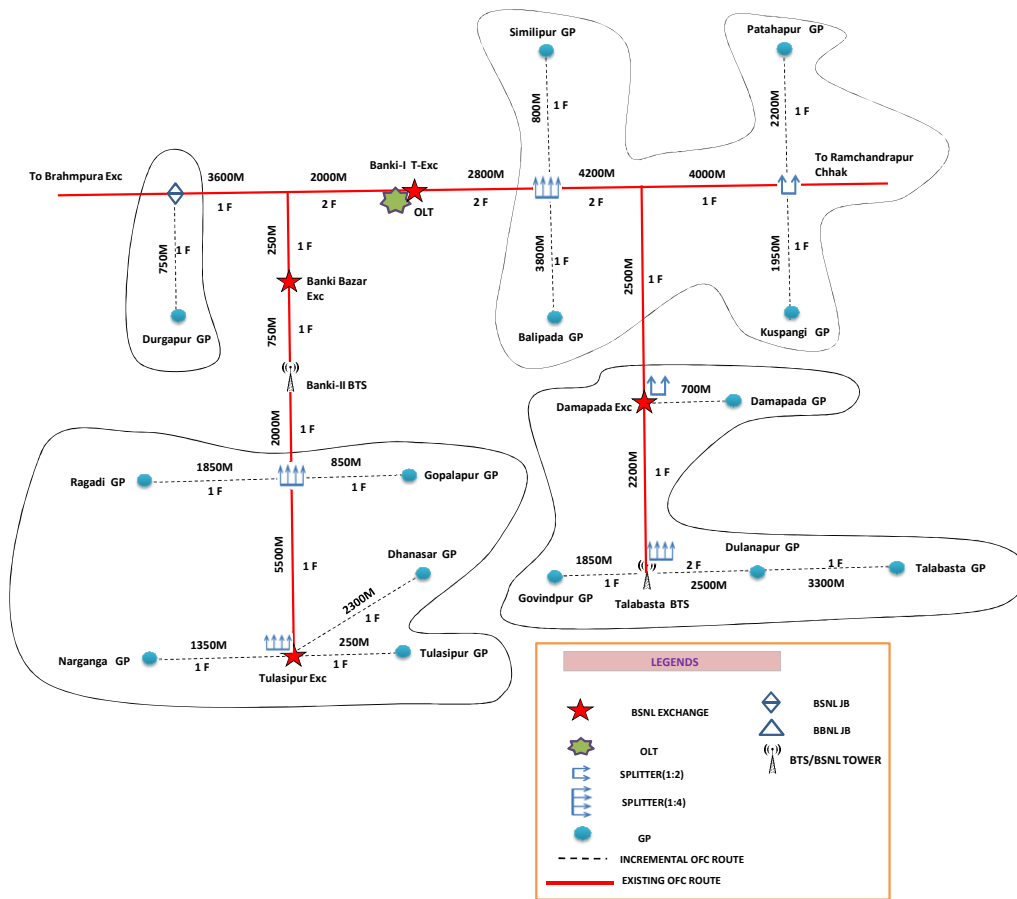 Similipur GP
Patahapur GP
800M
1 F
2200M
1 F
To Brahmpura Exc
3600M
2000M
Banki-I T-Exc
2800M
4200M
4000M
To Ramchandrapur
Chhak
1 F
2 F
OLT
2 F
2 F
1 F
750M
1 F
250M
1 F
3800M
1 F
2500M
1 F
1950M
1 F
Banki Bazar
Exc
Durgapur GP
750M
1 F
Balipada GP
Kuspangi GP
Banki-II BTS
700M
Damapada Exc
Damapada GP
2000M
1 F
1850M
850M
Ragadi GP
Gopalapur GP
1 F
1 F
2200M
1 F
5500M
1 F
Dhanasar GP
2300M
1 F
1850M
Dulanapur GP
1 F
Talabasta GP
1 F
2 F
2500M
3300M
Govindpur GP
Talabasta BTS
1350M
250M
Narganga GP
Tulasipur GP
1 F
1 F
Tulasipur Exc
LEGENDS
BSNL EXCHANGE
BSNL JB
BBNL JB
OLT
BTS/BSNL TOWER
SPLITTER(1:2)
SPLITTER(1:4)
GP
INCREMENTAL OFC ROUTE
EXISTING OFC ROUTE